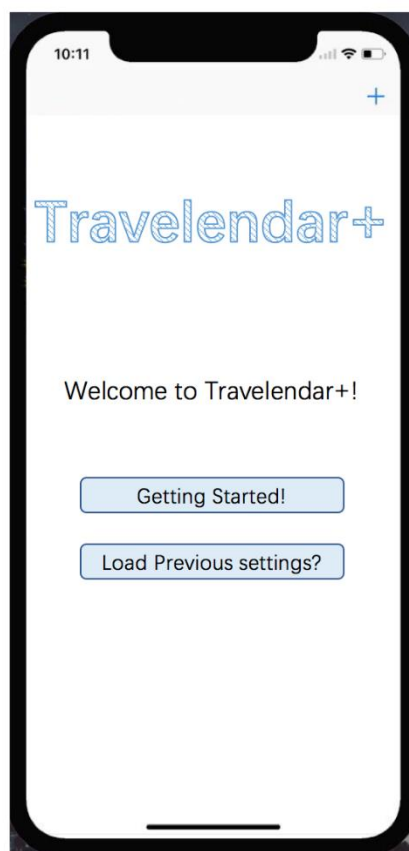 10:11
+
Travelendar+
Welcome to Travelendar+!
Getting Started!
Load Previous settings?